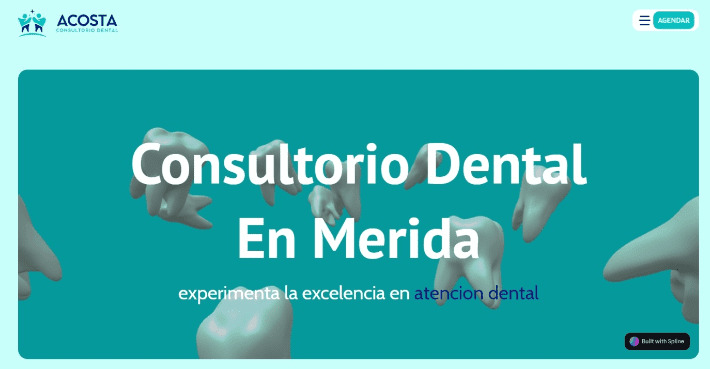 ACOSTA
CONSULTORIO DENTAL
AGENDAR
Consultorio Dental
En Merida
experimenta la excelencia en atencion dental
Built with Spline